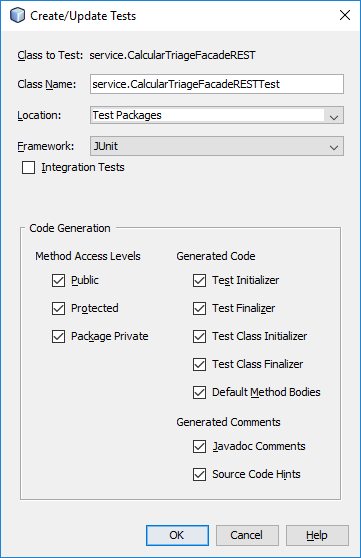 Create/Update Tests
Class to Test: service.CalcularTriageFacadeREST
Class Name: service.CalcularTriageFacadeRESTTest
Location: Test Packages
Framework: JUnit
Integration Tests
Code Generation
Method Access Levels
Public
Protected
Package Private
Generated Code
Test Initializer
Test Finalizer
Test Class Initializer
Test Class Finalizer
Default Method Bodies
Generated Comments
Javadoc Comments
Source Code Hints
OK Cancel Help